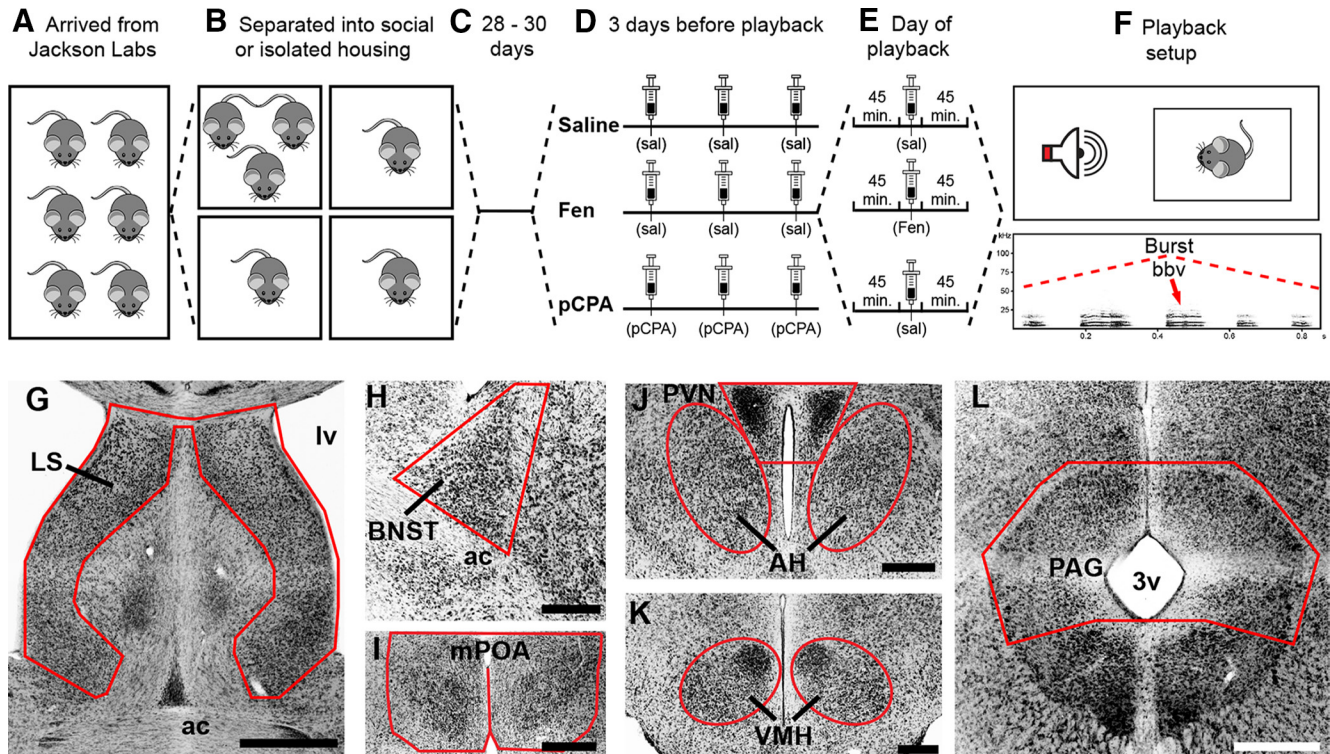 A Arrived from
Jackson Labs
B Separated into social
or isolated housing
C 28 - 30
days
D 3 days before playback
E Day of
playback
F Playback
setup
Saline
(sal) (sal) (sal)
Fen
(sal) (sal) (sal)
pCPA
(pCPA) (pCPA) (pCPA)
45 45
min. min.
(sal)
45 45
min. min.
(Fen)
45 45
min. min.
(sal)
kHz
100
75
50
25
Burst
bbv
0.2 0.4 0.6 0.8 s
G
lv
LS
ac
H
BNST
ac
I
mPOA
J
PVN
AH
K
VMH
L
PAG
3v